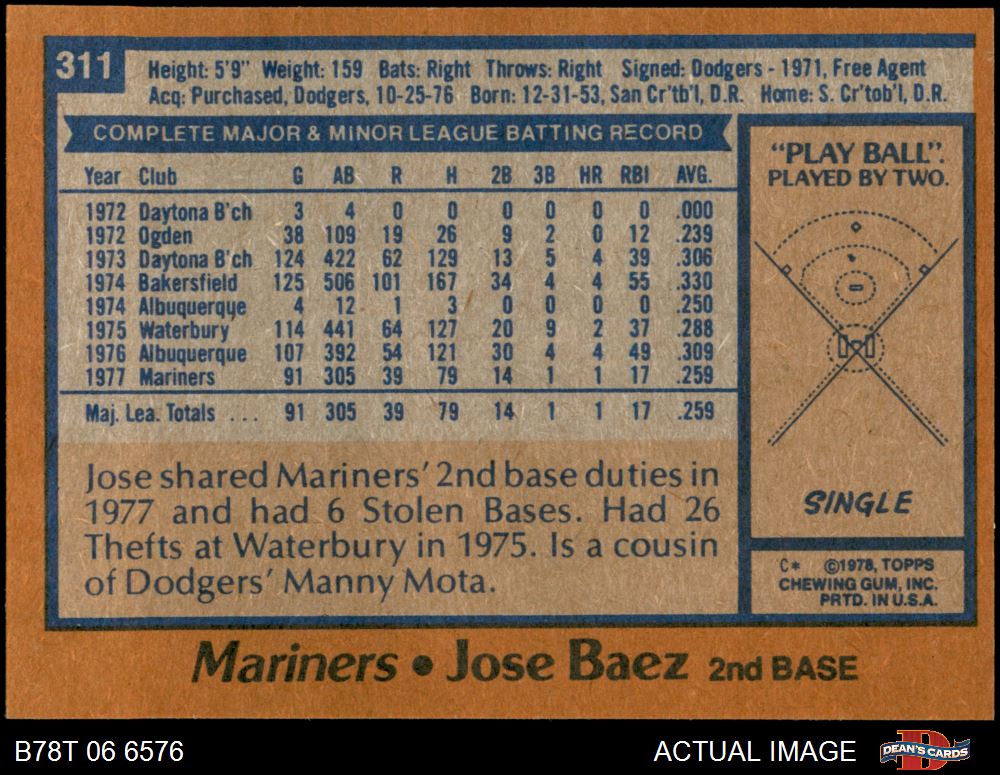 311
Height: 5'9" Weight: 159 Bats: Right Throws: Right Signed: Dodgers - 1971, Free Agent
Acq: Purchased, Dodgers, 10-25-76 Born: 12-31-53, San Cr'tb'l, D.R. Home: S. Cr'tob'l, D.R.
COMPLETE MAJOR & MINOR LEAGUE BATTING RECORD
Year Club G AB R H 2B 3B HR RBI AVG.
1972 Daytona B'ch 3 4 0 0 0 0 0 0 .000
1972 Ogden 38 109 19 26 9 2 0 12 .239
1973 Daytona B'ch 124 422 62 129 13 5 4 39 .306
1974 Bakersfield 125 506 101 167 34 4 4 55 .330
1974 Albuquerque 4 12 1 3 0 0 0 0 .250
1975 Waterbury 114 441 64 127 20 9 2 37 .288
1976 Albuquerque 107 392 54 121 30 4 4 49 .309
1977 Mariners 91 305 39 79 14 1 1 17 .259
Maj. Lea. Totals ... 91 305 39 79 14 1 1 17 .259
Jose shared Mariners' 2nd base duties in
1977 and had 6 Stolen Bases. Had 26
Thefts at Waterbury in 1975. Is a cousin
of Dodgers' Manny Mota.
"PLAY BALL".
PLAYED BY TWO.
SINGLE
C* ©1978, TOPPS
CHEWING GUM, INC.
PRTD. IN U.S.A.
Mariners • Jose Baez 2nd BASE
B78T 06 6576
ACTUAL IMAGE
D
DEAN'S CARDS